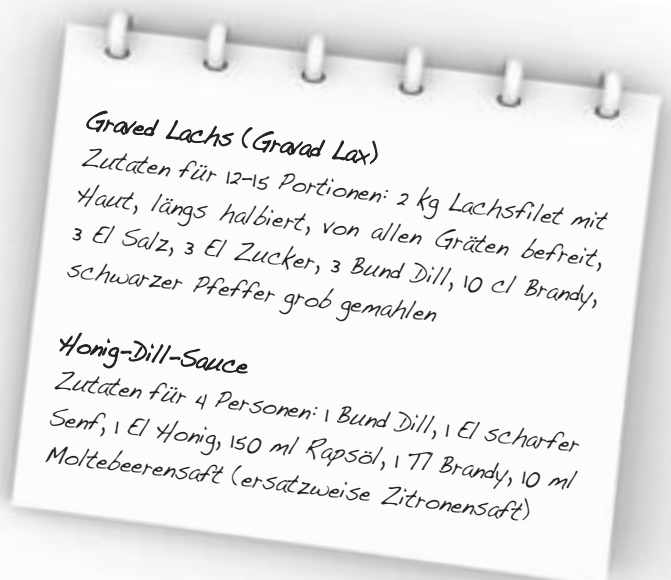 Graved Lachs (Gravad Lax)
Zutaten für 12-15 Portionen: 2 kg Lachsfilet mit
Haut, längs halbiert, von allen Gräten befreit,
3 El Salz, 3 El Zucker, 3 Bund Dill, 10 cl Brandy,
schwarzer Pfeffer grob gemahlen
Honig-Dill-Sauce
Zutaten für 4 Personen: 1 Bund Dill, 1 El scharfer
Senf, 1 El Honig, 150 ml Rapsöl, 1 Tl Brandy, 10 ml
Moltebeerensaft (ersatzweise Zitronensaft)